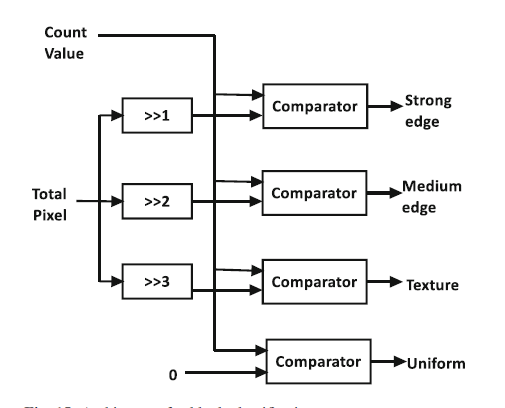 Count
Value
Comparator
Strong
edge
>>1
Total
Pixel
>>2
Comparator
Medium
edge
>>3
Comparator
Texture
0
Comparator
Uniform